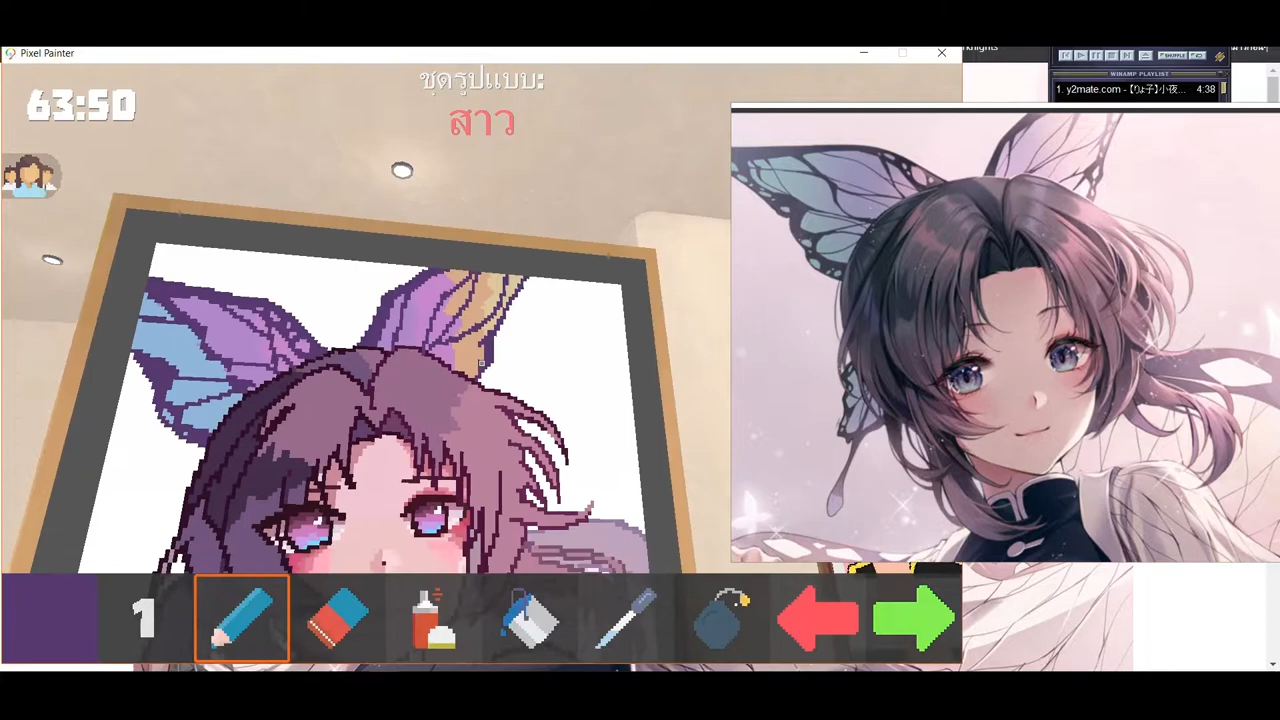 Pixel Painter
ชุดรูปแบบ:
63:50
สาว
1
WINAMP PLAYLIST
SHUFFLE
1. y2mate.com - 【りょ子】小夜... 4:38